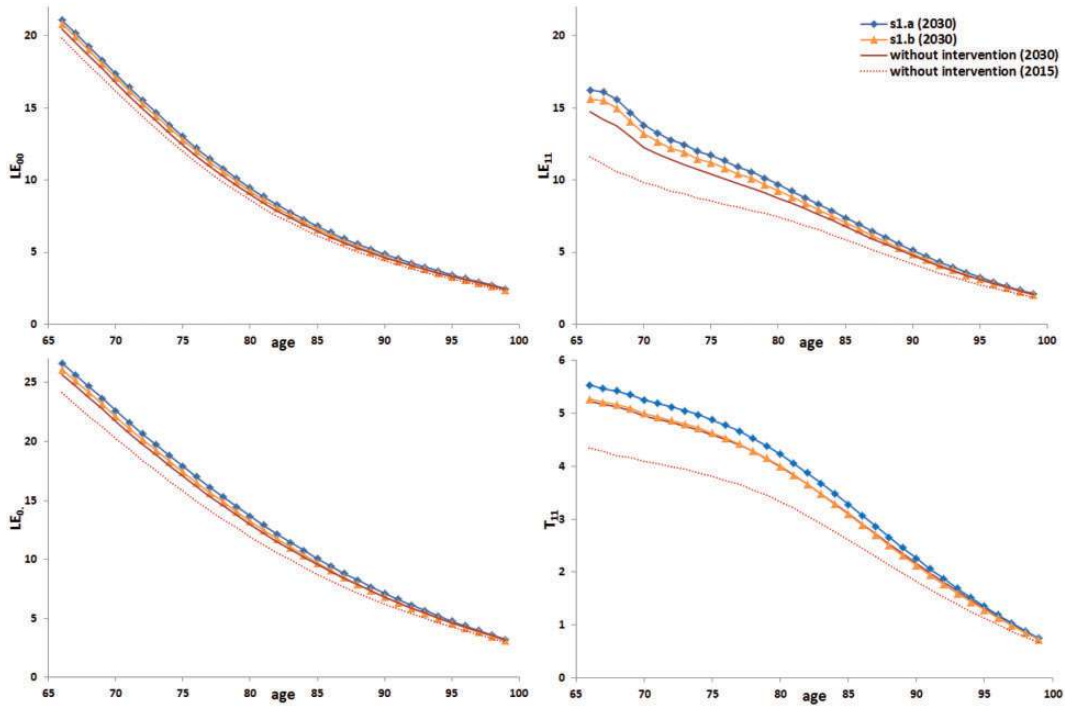 20
15
10
5
0
LE00
65 70 75 80 85 90 95 100
age
20
15
10
5
0
LE11
65 70 75 80 85 90 95 100
age
s1.a (2030)
s1.b (2030)
without intervention (2030)
without intervention (2015)
25
20
15
10
5
0
LE0.
65 70 75 80 85 90 95 100
age
6
5
4
3
2
1
0
T11
65 70 75 80 85 90 95 100
age